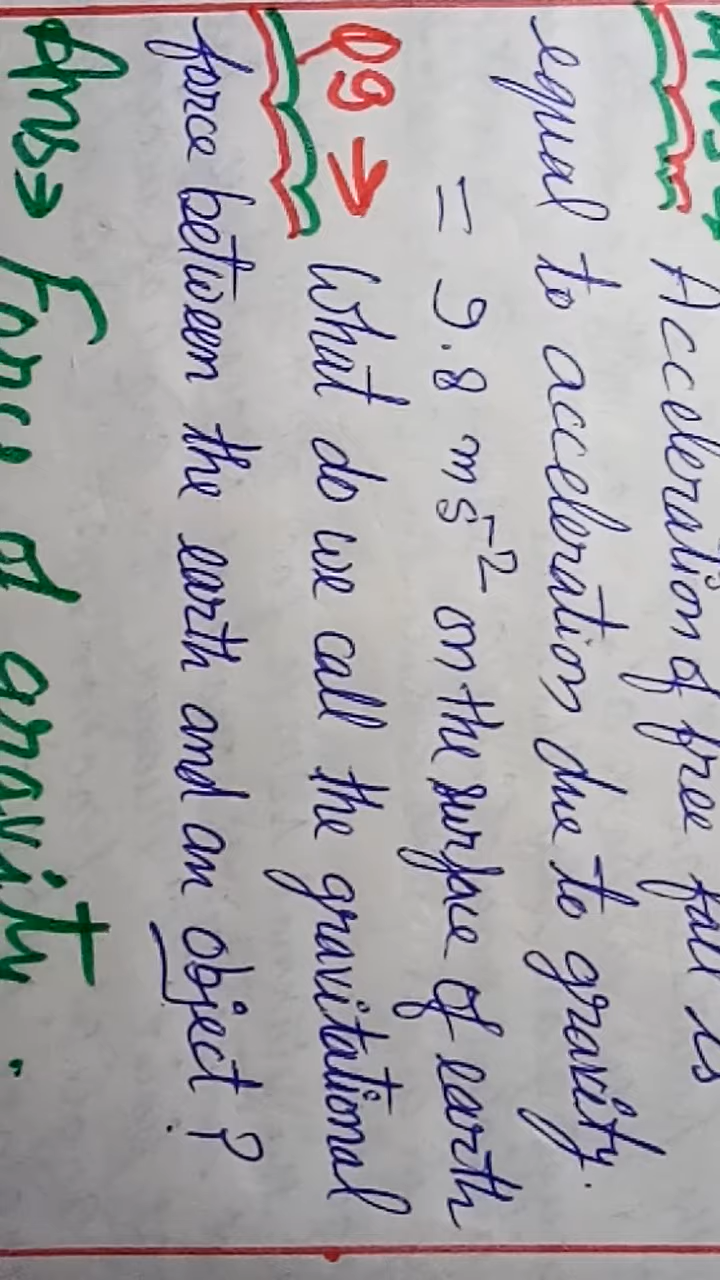 Ans → Acceleration of free fall is
equal to acceleration due to gravity.
= 9.8 ms⁻² on the surface of earth
Q9 → What do we call the gravitational
force between the earth and an object?
Ans → Force of gravity.